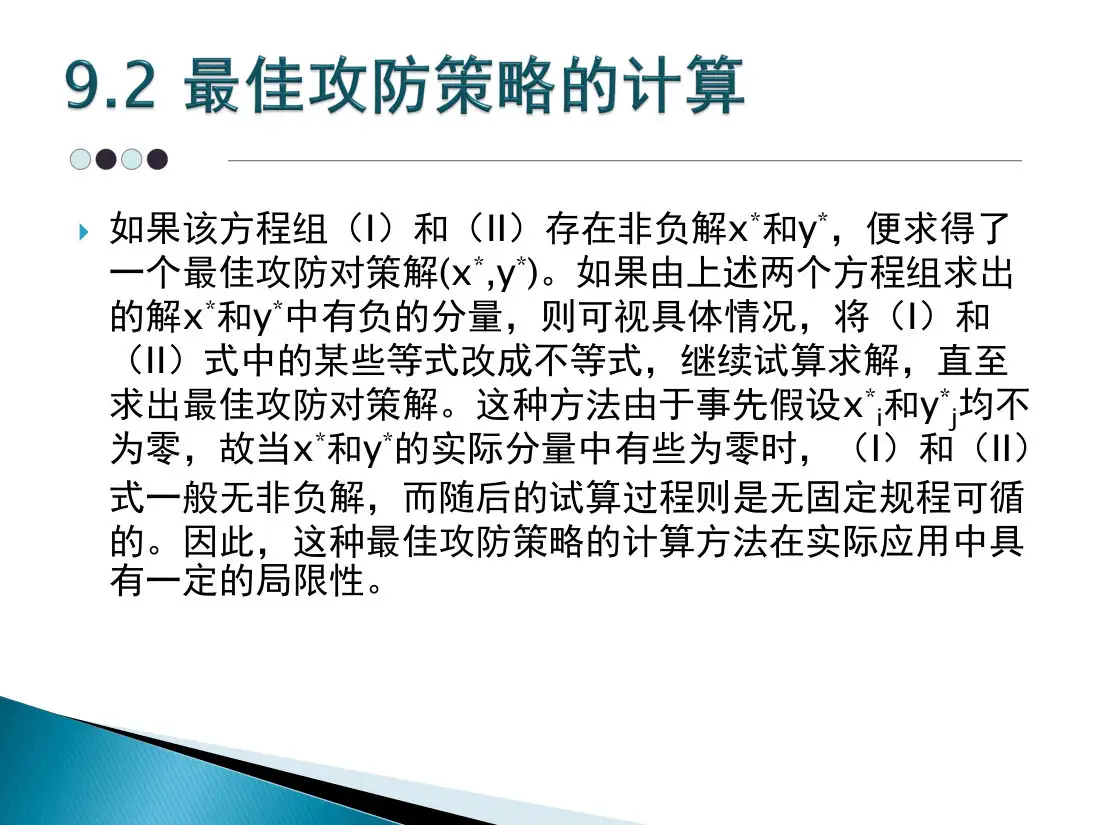 9.2 最佳攻防策略的计算
如果该方程组（I）和（II）存在非负解x*和y*，便求得了
一个最佳攻防对策解(x*,y*)。如果由上述两个方程组求出
的解x*和y*中有负的分量，则可视具体情况，将（I）和
（II）式中的某些等式改成不等式，继续试算求解，直至
求出最佳攻防对策解。这种方法由于事先假设x*i和y*j均不
为零，故当x*和y*的实际分量中有些为零时，（I）和（II）
式一般无非负解，而随后的试算过程则是无固定规程可循
的。因此，这种最佳攻防策略的计算方法在实际应用中具
有一定的局限性。